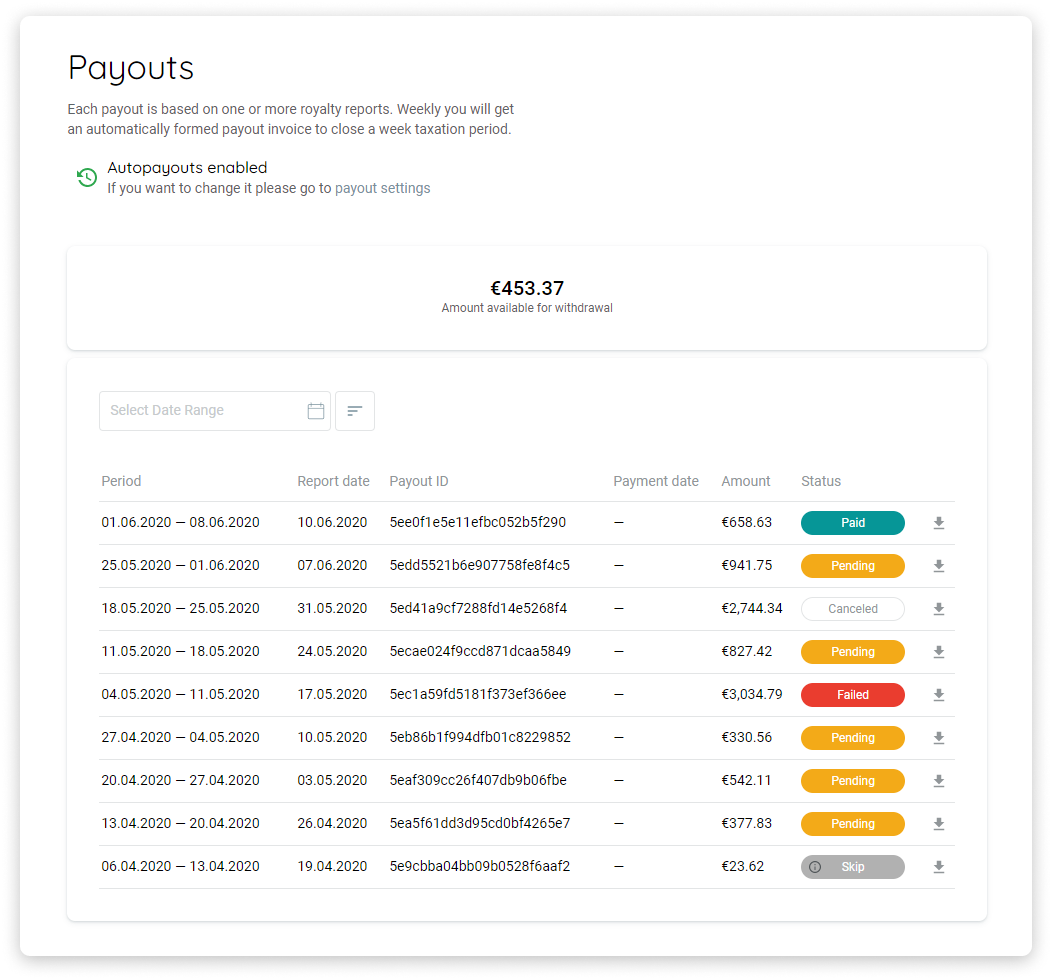 Payouts
Each payout is based on one or more royalty reports. Weekly you will get
an automatically formed payout invoice to close a week taxation period.
Autopayouts enabled
If you want to change it please go to payout settings
€453.37
Amount available for withdrawal
Select Date Range
Period Report date Payout ID Payment date Amount Status
01.06.2020 — 08.06.2020 10.06.2020 5ee0f1e5e11efbc052b5f290 — €658.63 Paid
25.05.2020 — 01.06.2020 07.06.2020 5edd5521b6e907758fe8f4c5 — €941.75 Pending
18.05.2020 — 25.05.2020 31.05.2020 5ed41a9cf7288fd14e5268f4 — €2,744.34 Canceled
11.05.2020 — 18.05.2020 24.05.2020 5ecae024f9ccd871dcaa5849 — €827.42 Pending
04.05.2020 — 11.05.2020 17.05.2020 5ec1a59fd5181f373ef366ee — €3,034.79 Failed
27.04.2020 — 04.05.2020 10.05.2020 5eb86b1f994dfb01c8229852 — €330.56 Pending
20.04.2020 — 27.04.2020 03.05.2020 5eaf309cc26f407db9b06fbe — €542.11 Pending
13.04.2020 — 20.04.2020 26.04.2020 5ea5f61dd3d95cd0bf4265e7 — €377.83 Pending
06.04.2020 — 13.04.2020 19.04.2020 5e9cbba04bb09b0528f6aaf2 — €23.62 Skip